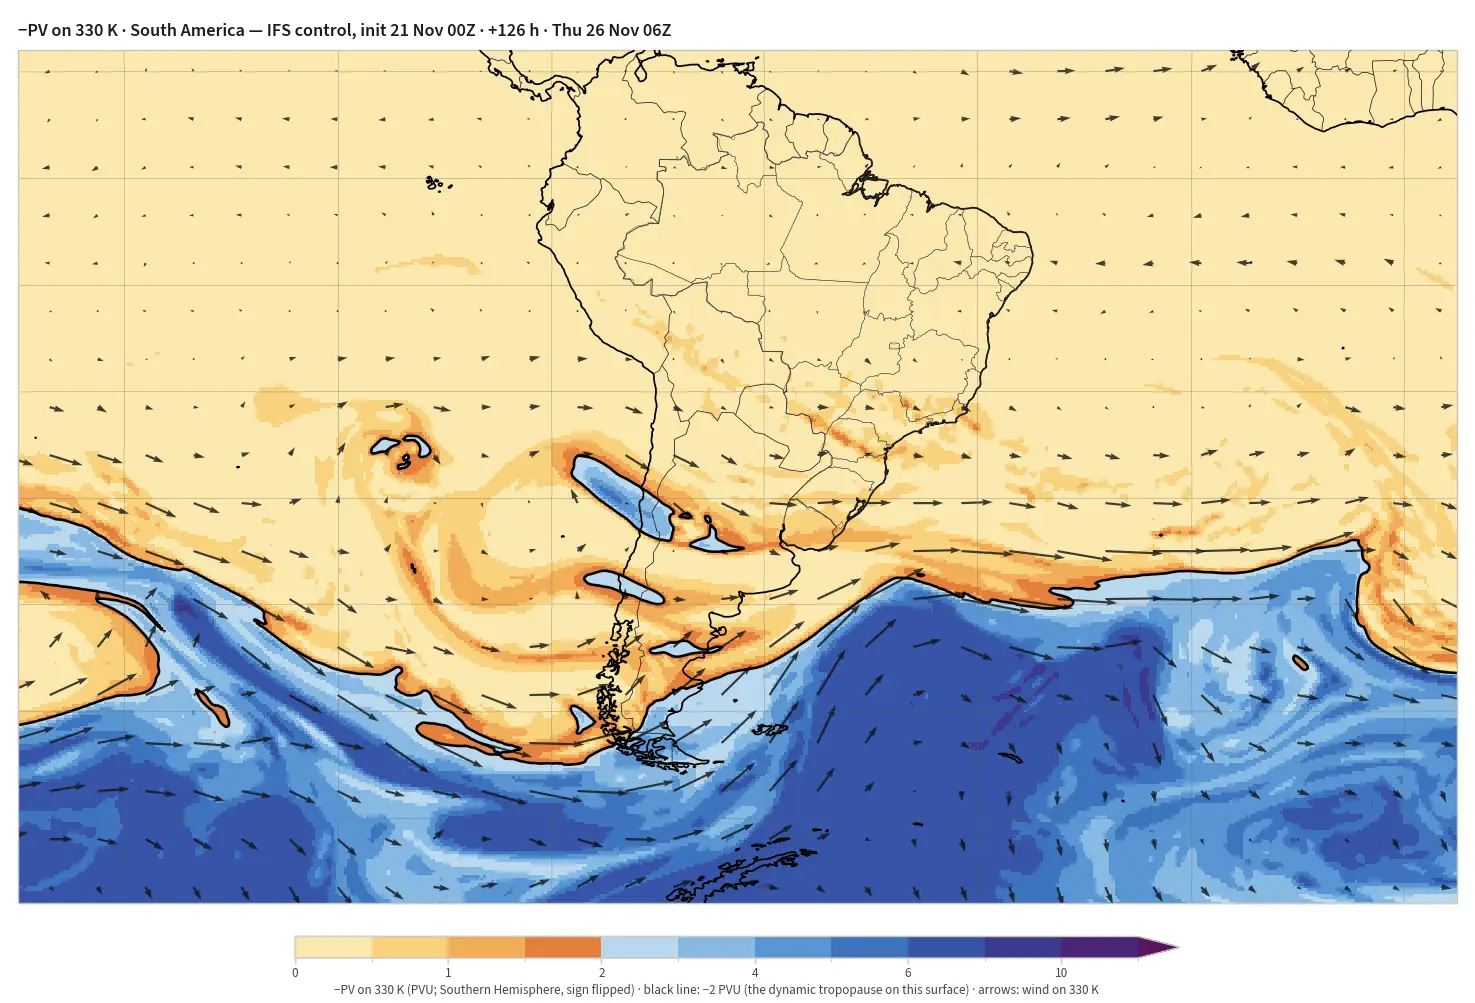 −PV on 330 K · South America — IFS control, init 21 Nov 00Z · +126 h · Thu 26 Nov 06Z
0 1 2 4 6 10
−PV on 330 K (PVU; Southern Hemisphere, sign flipped) · black line: −2 PVU (the dynamic tropopause on this surface) · arrows: wind on 330 K